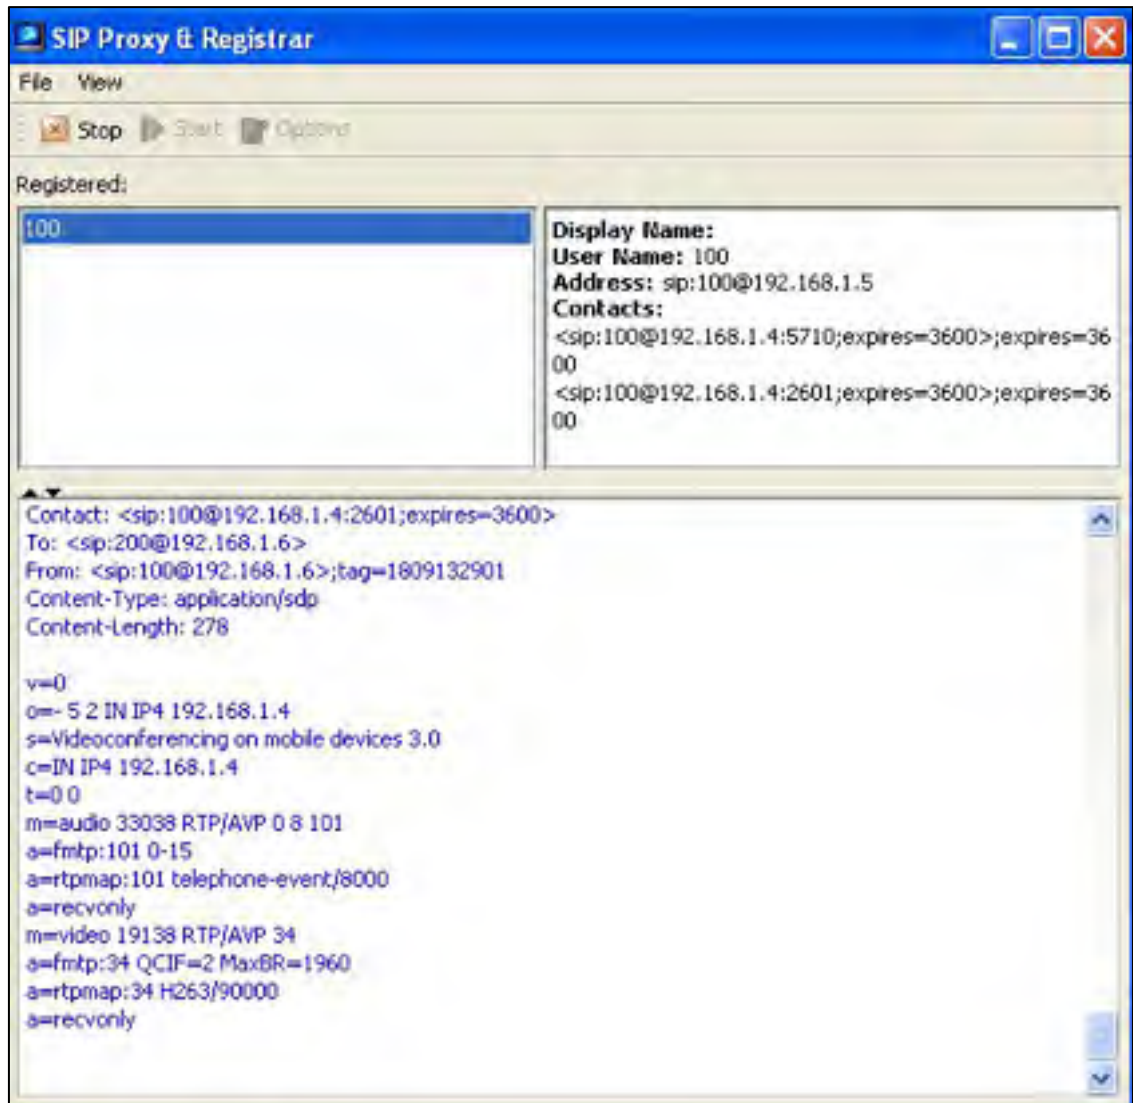 SIP Proxy & Registrar
File View
Stop Start Options
Registered:
100
Display Name:
User Name: 100
Address: sip:100@192.168.1.5
Contacts:
<sip:100@192.168.1.4:5710;expires=3600>;expires=36
00
<sip:100@192.168.1.4:2601;expires=3600>;expires=36
00
Contact: <sip:100@192.168.1.4:2601;expires=3600>
To: <sip:200@192.168.1.6>
From: <sip:100@192.168.1.6>;tag=1809132901
Content-Type: application/sdp
Content-Length: 278
v=0
o=- 5 2 IN IP4 192.168.1.4
s=Videoconferencing on mobile devices 3.0
c=IN IP4 192.168.1.4
t=0 0
m=audio 33038 RTP/AVP 0 8 101
a=fmtp:101 0-15
a=rtpmap:101 telephone-event/8000
a=recvonly
m=video 19138 RTP/AVP 34
a=fmtp:34 QCIF=2 MaxBR=1960
a=rtpmap:34 H263/90000
a=recvonly